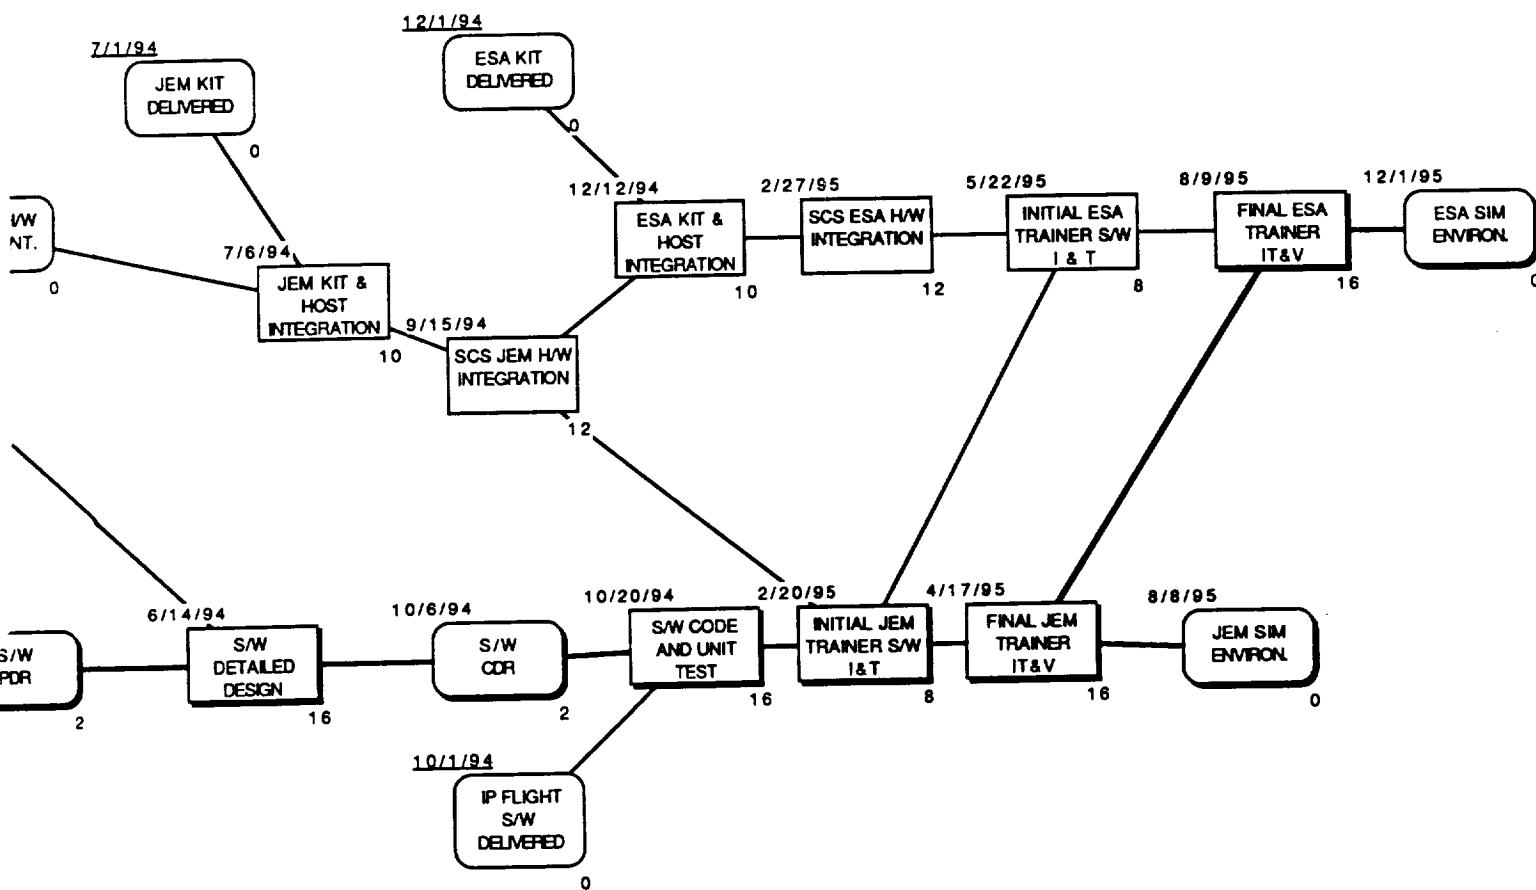 12/1/94
ESA KIT
DELIVERED
0
7/1/94
JEM KIT
DELIVERED
0
H/W
NT.
0
7/6/94
JEM KIT &
HOST
INTEGRATION
10
9/15/94
SCS JEM H/W
INTEGRATION
12
12/12/94
ESA KIT &
HOST
INTEGRATION
10
2/27/95
SCS ESA H/W
INTEGRATION
12
5/22/95
INITIAL ESA
TRAINER S/W
I & T
8
8/9/95
FINAL ESA
TRAINER
IT&V
16
12/1/95
ESA SIM
ENVIRON.
0
S/W
PDR
2
6/14/94
S/W
DETAILED
DESIGN
16
10/6/94
S/W
CDR
2
10/20/94
S/W CODE
AND UNIT
TEST
16
2/20/95
INITIAL JEM
TRAINER S/W
I&T
8
4/17/95
FINAL JEM
TRAINER
IT&V
16
8/8/95
JEM SIM
ENVIRON.
0
10/1/94
IP FLIGHT
S/W
DELIVERED
0